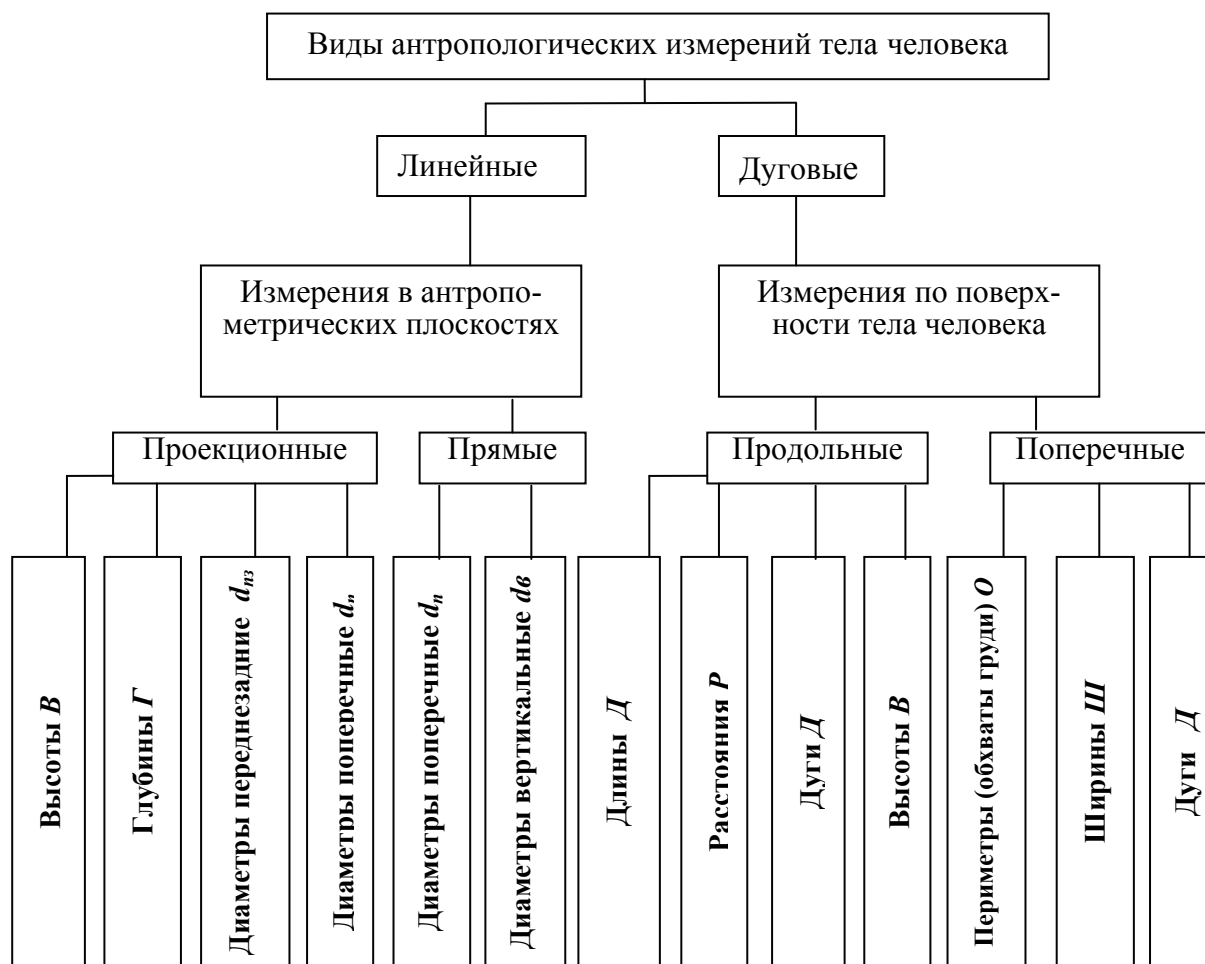 Виды антропологических измерений тела человека
Линейные
Дуговые
Измерения в антропо-
метрических плоскостях
Измерения по поверх-
ности тела человека
Проекционные
Прямые
Продольные
Поперечные
Высоты В
Глубины Г
Диаметры переднезадние dпз
Диаметры поперечные dп
Диаметры поперечные dп
Диаметры вертикальные dв
Длины Д
Расстояния Р
Дуги Д
Высоты В
Периметры (обхваты груди) О
Ширины Ш
Дуги Д